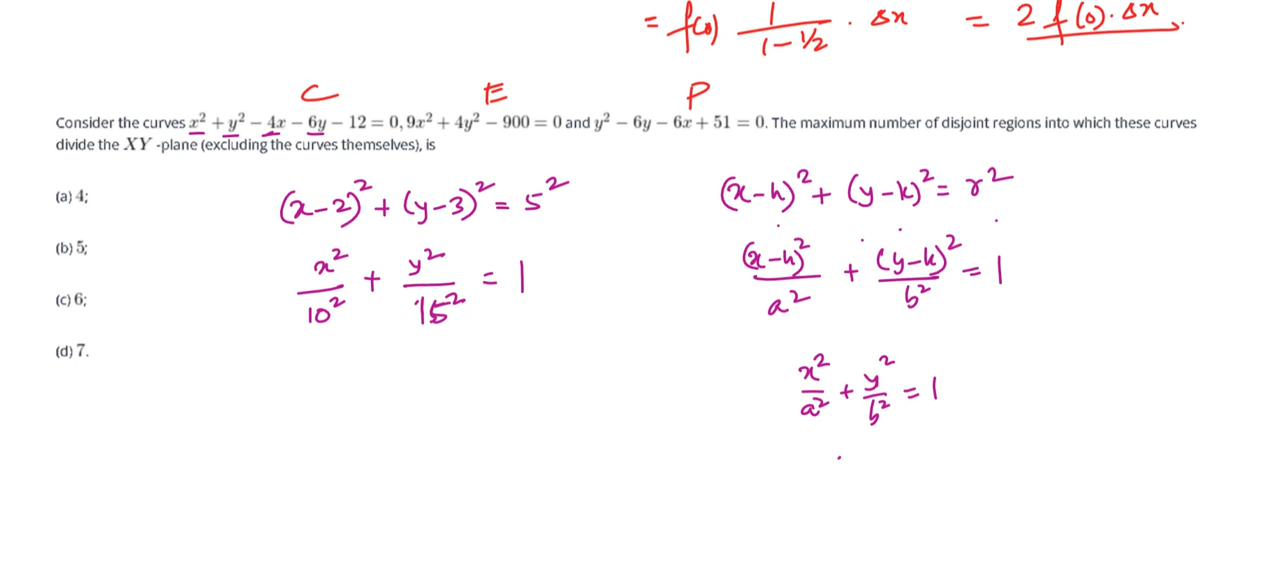 = f(0) 1/(1 - 1/2) . Δx = 2 f(0) . Δx.
C E P
Consider the curves x² + y² − 4x − 6y − 12 = 0, 9x² + 4y² − 900 = 0 and y² − 6y − 6x + 51 = 0. The maximum number of disjoint regions into which these curves
divide the XY -plane (excluding the curves themselves), is
(a) 4;
(b) 5;
(c) 6;
(d) 7.
(x-2)² + (y-3)² = 5²
x²/10² + y²/15² = 1
(x-h)² + (y-k)² = r²
(x-h)²/a² + (y-k)²/b² = 1
x²/a² + y²/b² = 1